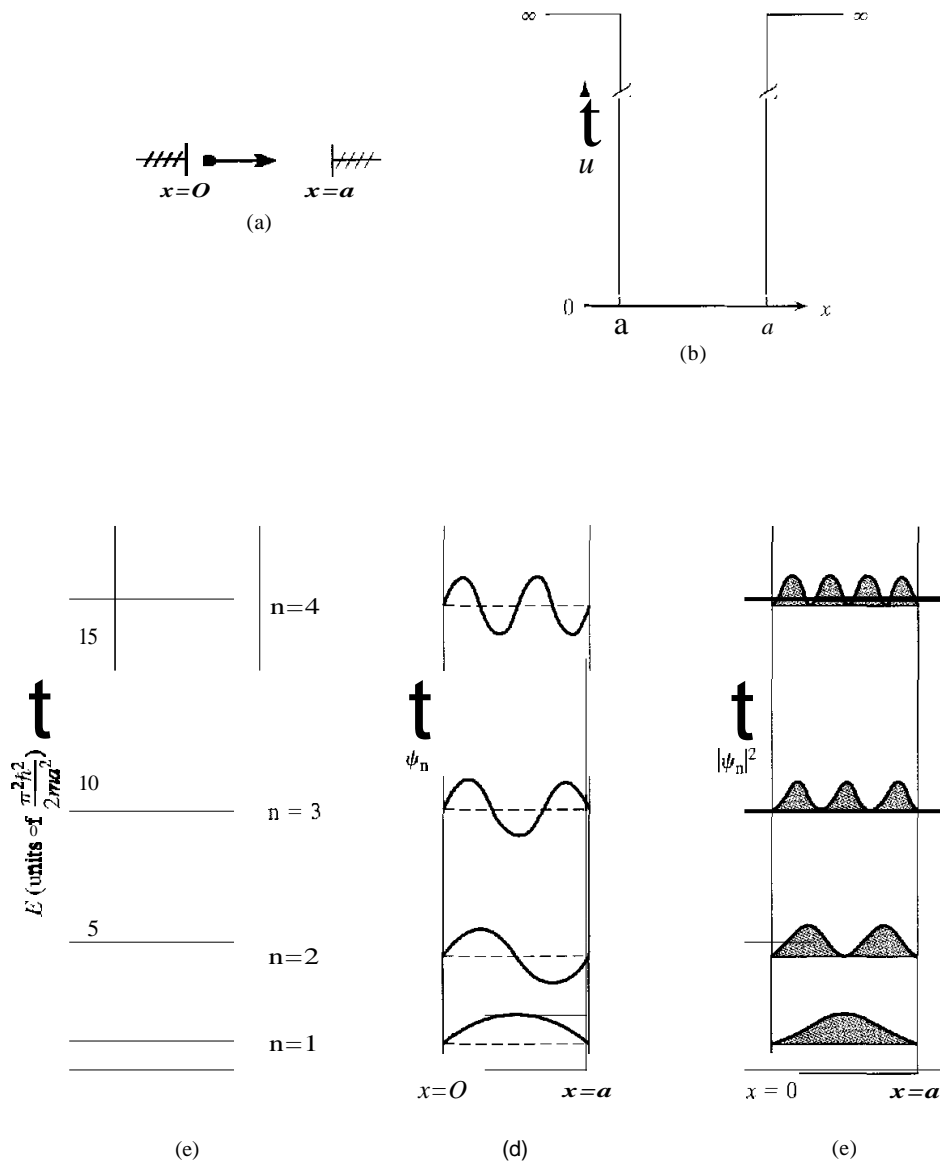 ∞ ∞
t
u
x=O x=a
(a)
0 x
a a
(b)
n=4
15
t t t
ψn |ψn|²
10
n = 3
E (units of π²ħ²/2ma²)
5
n=2
n=1
x=O x=a x = 0 x=a
(e) (d) (e)